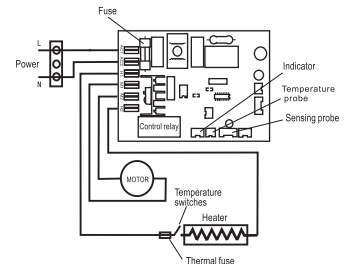 Fuse
L
Power
N
Indicator
Temperature
probe
Sensing probe
Control relay
MOTOR
Temperature
switches
Heater
Thermal fuse